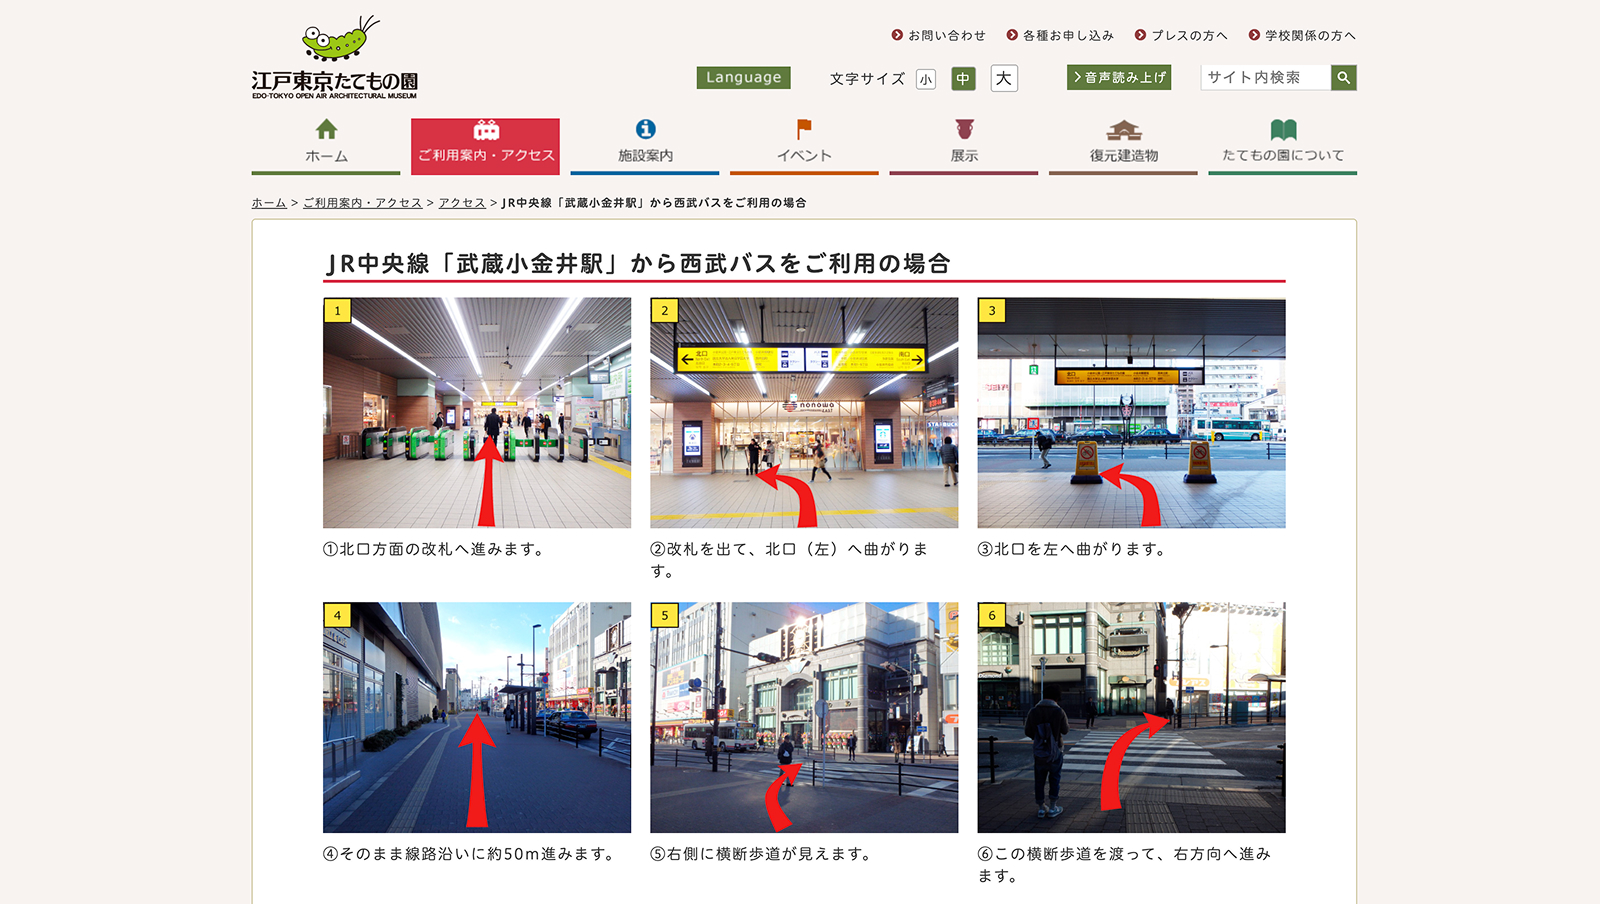 お問い合わせ 各種お申し込み プレスの方へ 学校関係の方へ
江戸東京たてもの園
EDO-TOKYO OPEN AIR ARCHITECTURAL MUSEUM
Language 文字サイズ 小 中 大 音声読み上げ サイト内検索
ホーム ご利用案内・アクセス 施設案内 イベント 展示 復元建造物 たてもの園について
ホーム > ご利用案内・アクセス > アクセス > JR中央線「武蔵小金井駅」から西武バスをご利用の場合
JR中央線「武蔵小金井駅」から西武バスをご利用の場合
1
2
北口
南口
nonowa
3
北口
①北口方面の改札へ進みます。
②改札を出て、北口（左）へ曲がりま
す。
③北口を左へ曲がります。
4
5
6
Diamond
④そのまま線路沿いに約50m進みます。
⑤右側に横断歩道が見えます。
⑥この横断歩道を渡って、右方向へ進み
ます。